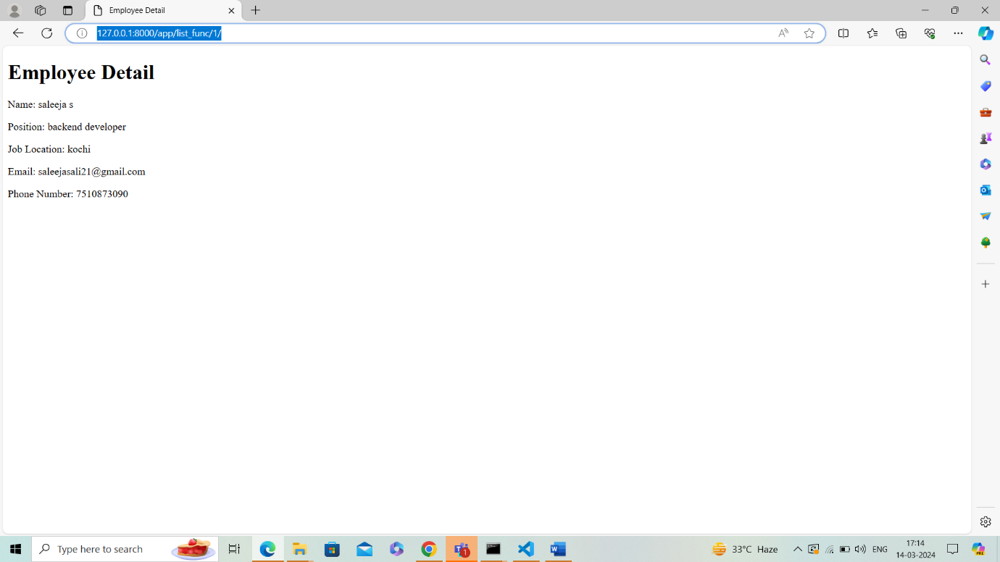 Employee Detail
127.0.0.1:8000/app/list_func/1/
Employee Detail
Name: saleeja s
Position: backend developer
Job Location: kochi
Email: saleejasali21@gmail.com
Phone Number: 7510873090
Type here to search
1
33°C Haze
ENG
17:14
14-03-2024
PRE